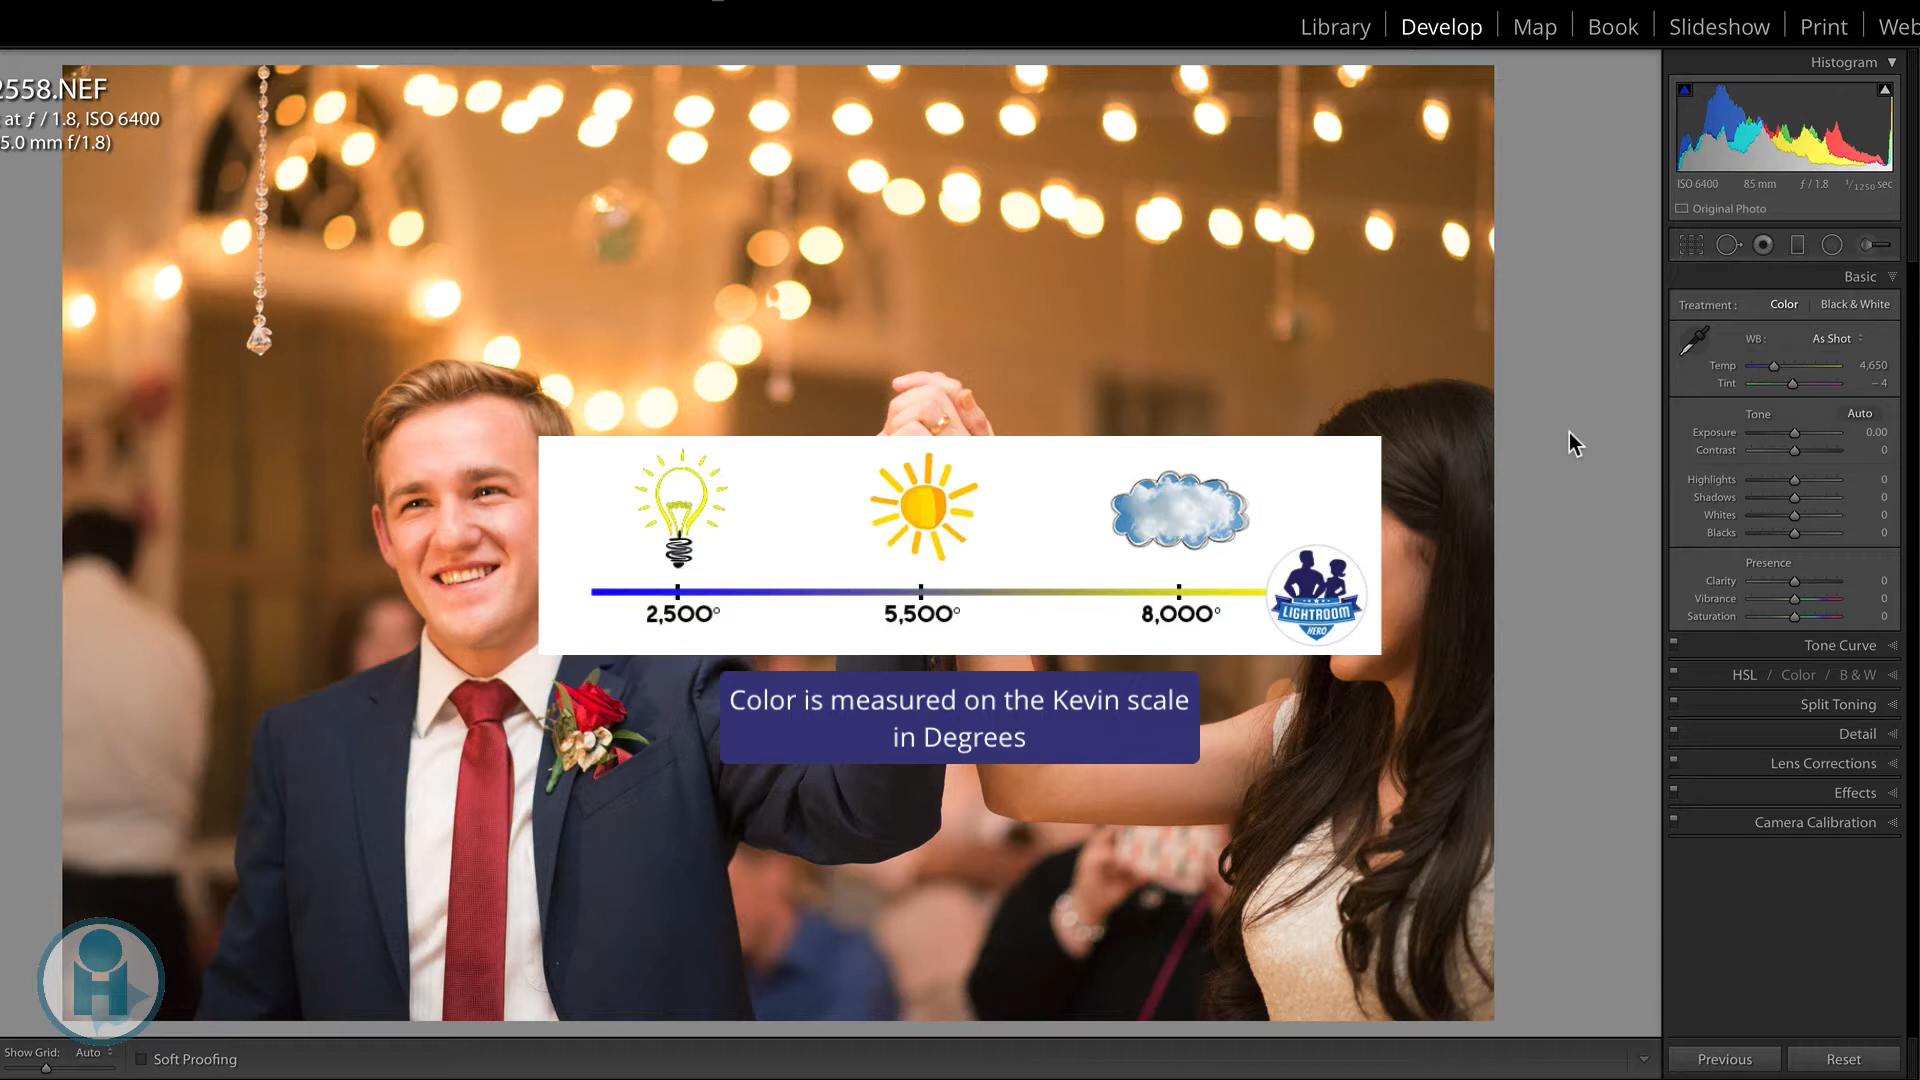 Library | Develop | Map | Book | Slideshow | Print | Web
2558.NEF
at ƒ / 1.8, ISO 6400
5.0 mm f/1.8)
Histogram
ISO 6400 85 mm ƒ / 1.8 1/1250 sec
Original Photo
Basic
Treatment : Color Black & White
WB : As Shot
Temp 4,650
Tint – 4
Tone Auto
Exposure 0.00
Contrast 0
Highlights 0
Shadows 0
Whites 0
Blacks 0
Presence
Clarity 0
Vibrance 0
Saturation 0
Tone Curve
HSL / Color / B & W
Split Toning
Detail
Lens Corrections
Effects
Camera Calibration
2,500° 5,500° 8,000°
LIGHTROOM
HERO
Color is measured on the Kevin scale
in Degrees
H
Show Grid: Auto
Soft Proofing
Previous Reset